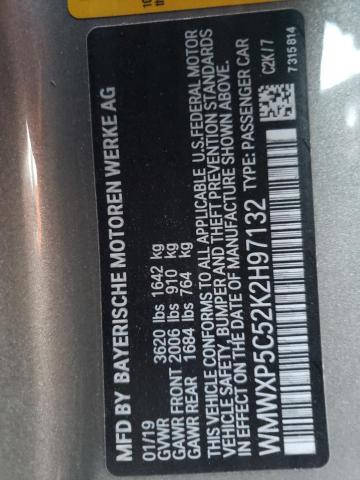 MFD BY BAYERISCHE MOTOREN WERKE AG
01/19
GVWR 3620 lbs 1642 kg
GAWR FRONT 2006 lbs 910 kg
GAWR REAR 1684 lbs 764 kg
THIS VEHICLE CONFORMS TO ALL APPLICABLE U.S.FEDERAL MOTOR
VEHICLE SAFETY, BUMPER AND THEFT PREVENTION STANDARDS
IN EFFECT ON THE DATE OF MANUFACTURE SHOWN ABOVE.
WMWXP5C52K2H97132 TYPE: PASSENGER CAR
C2K/7
7315814